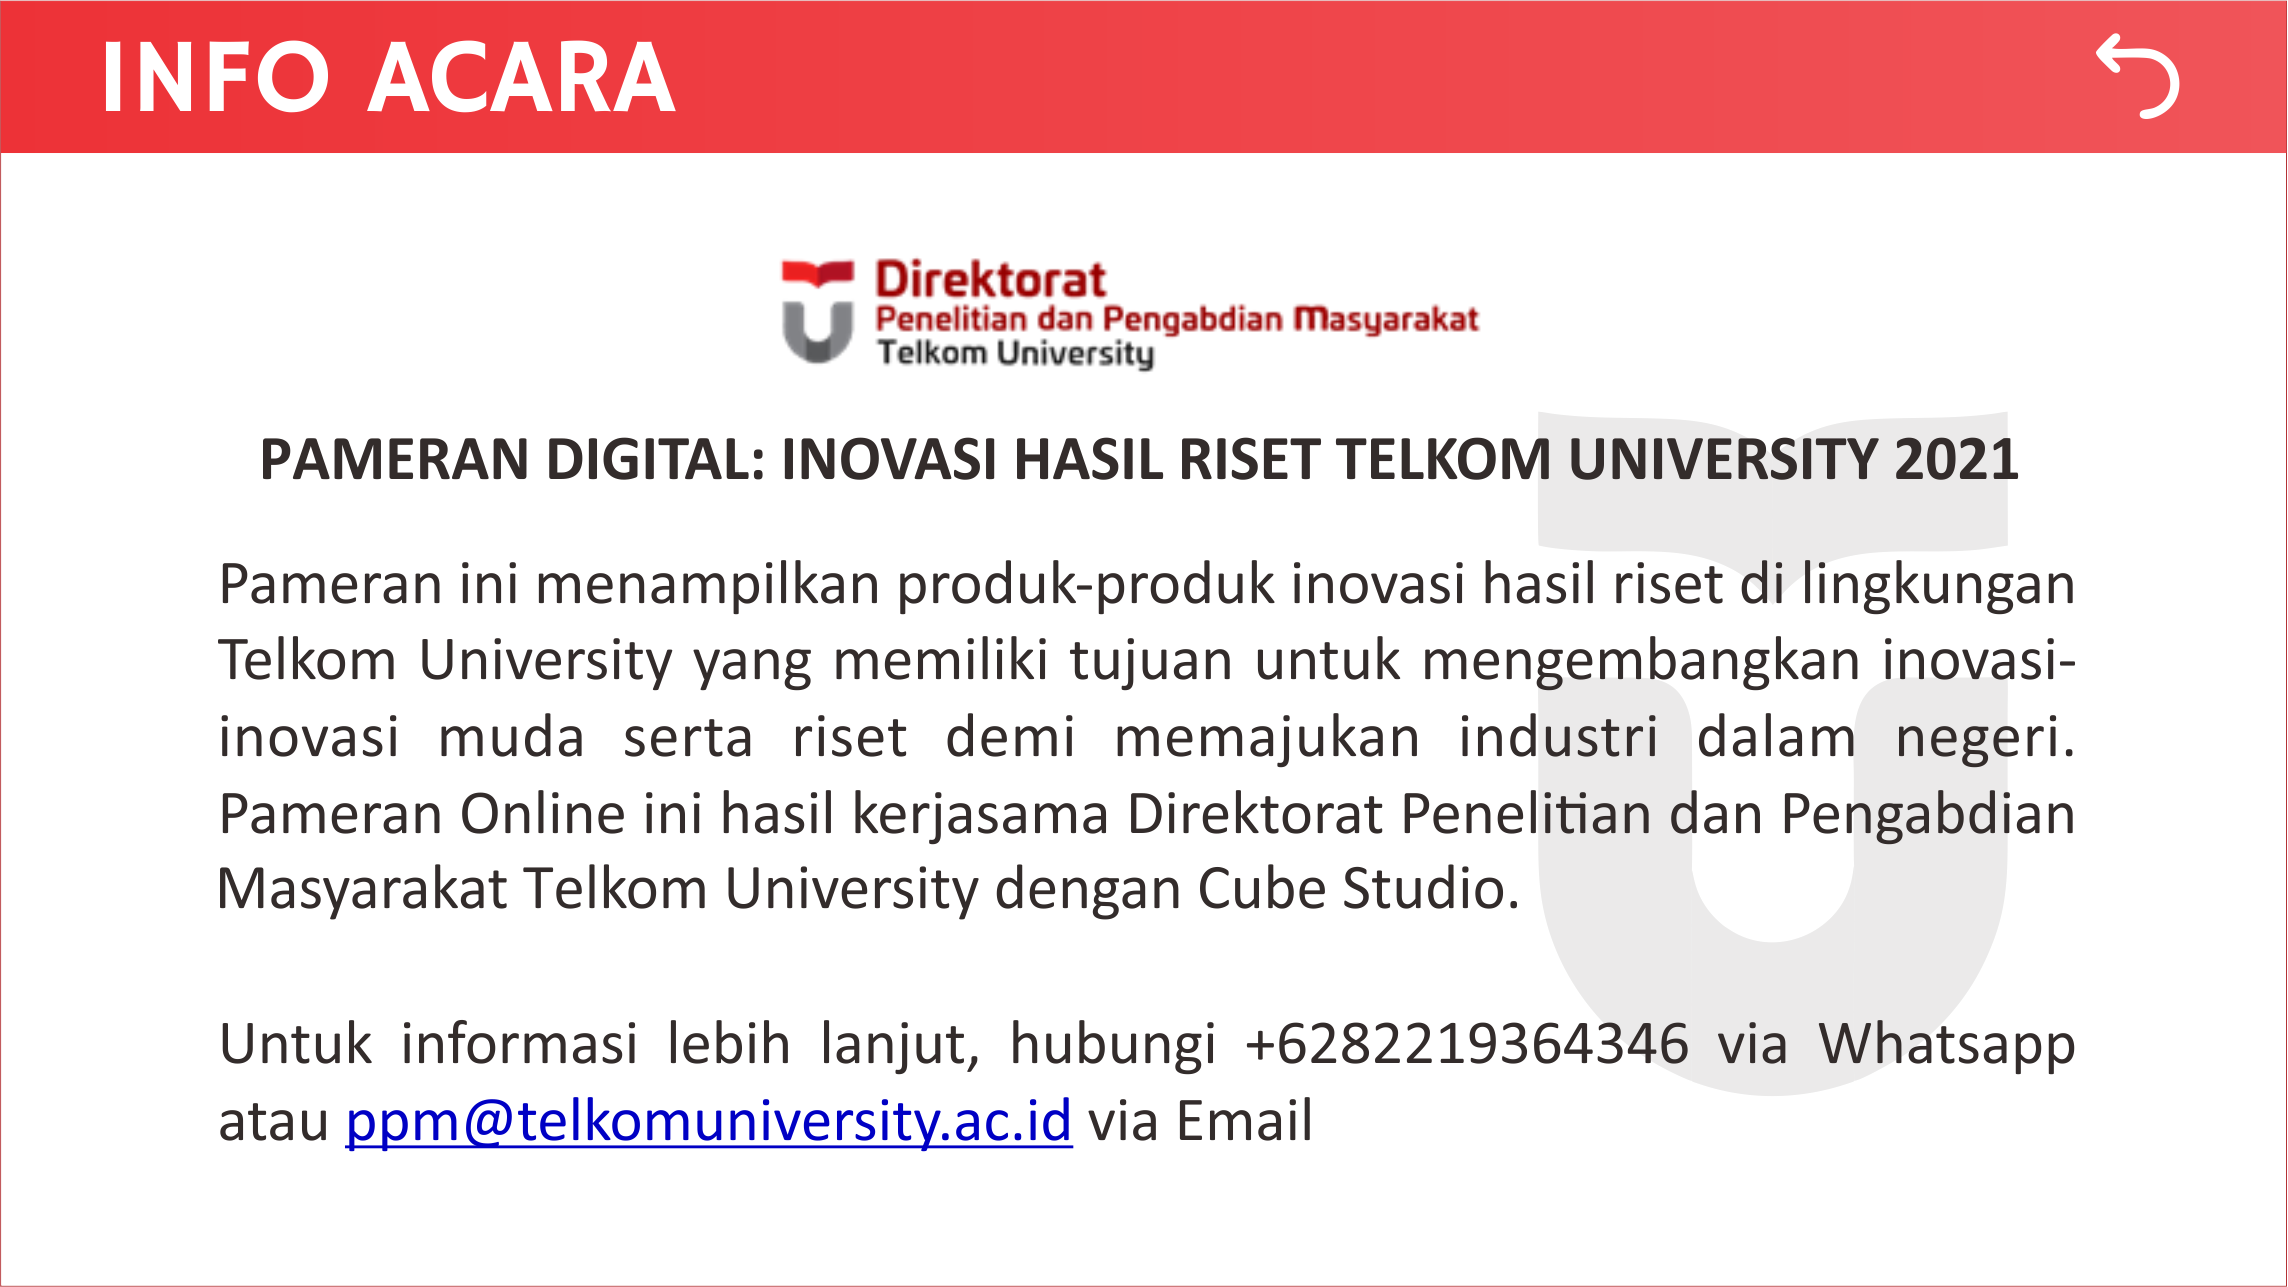 INFO ACARA
Direktorat
Penelitian dan Pengabdian Masyarakat
Telkom University
PAMERAN DIGITAL: INOVASI HASIL RISET TELKOM UNIVERSITY 2021
Pameran ini menampilkan produk-produk inovasi hasil riset di lingkungan
Telkom University yang memiliki tujuan untuk mengembangkan inovasi-
inovasi muda serta riset demi memajukan industri dalam negeri.
Pameran Online ini hasil kerjasama Direktorat Penelitian dan Pengabdian
Masyarakat Telkom University dengan Cube Studio.
Untuk informasi lebih lanjut, hubungi +6282219364346 via Whatsapp
atau ppm@telkomuniversity.ac.id via Email